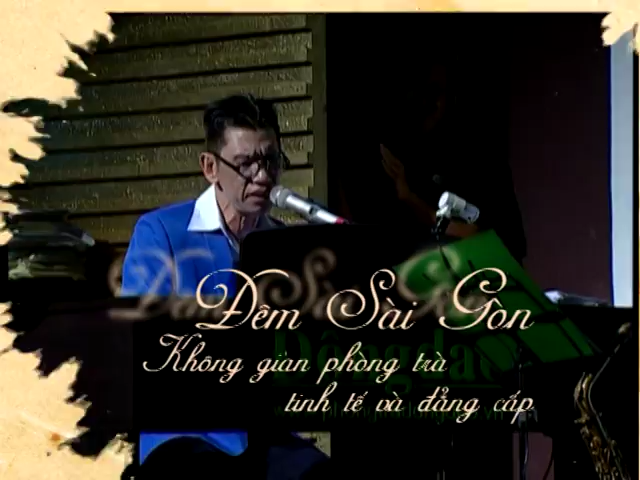 Đêm Sài Gòn
Không gian phòng trà
tinh tế và đẳng cấp